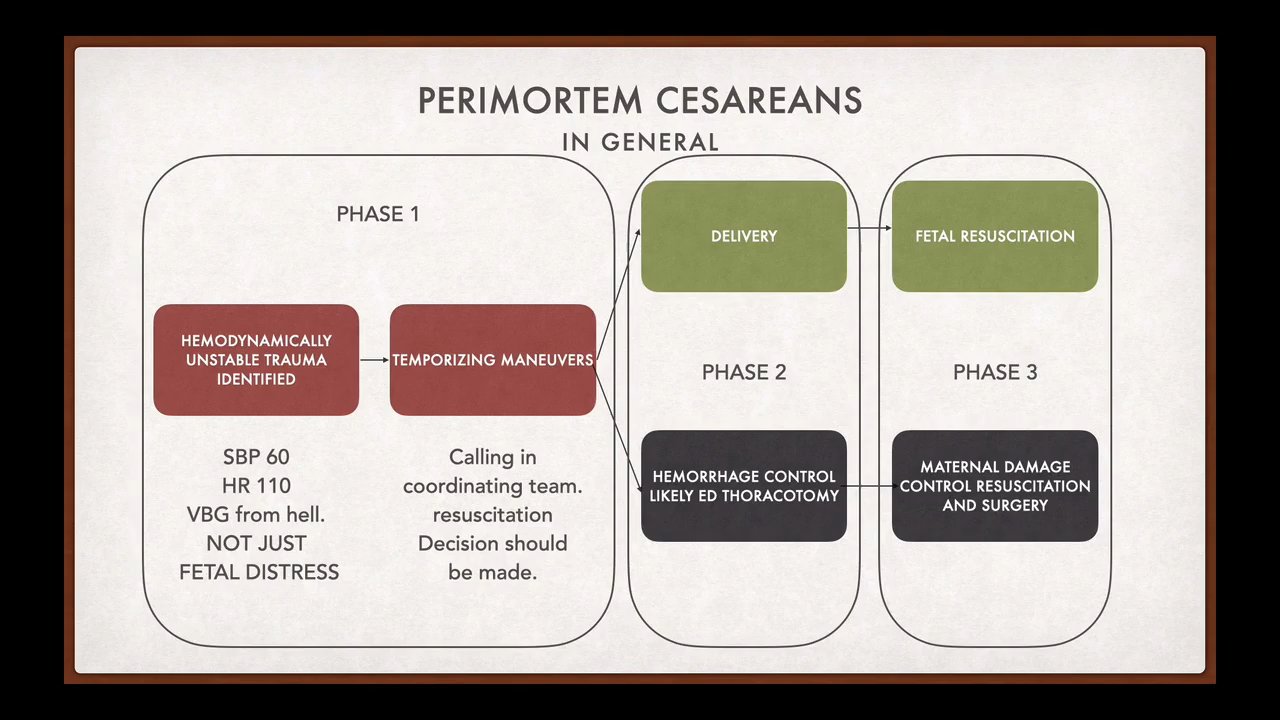 PERIMORTEM CESAREANS
IN GENERAL
PHASE 1
HEMODYNAMICALLY
UNSTABLE TRAUMA
IDENTIFIED
TEMPORIZING MANEUVERS
SBP 60
HR 110
VBG from hell.
NOT JUST
FETAL DISTRESS
Calling in
coordinating team.
resuscitation
Decision should
be made.
DELIVERY
PHASE 2
HEMORRHAGE CONTROL
LIKELY ED THORACOTOMY
FETAL RESUSCITATION
PHASE 3
MATERNAL DAMAGE
CONTROL RESUSCITATION
AND SURGERY